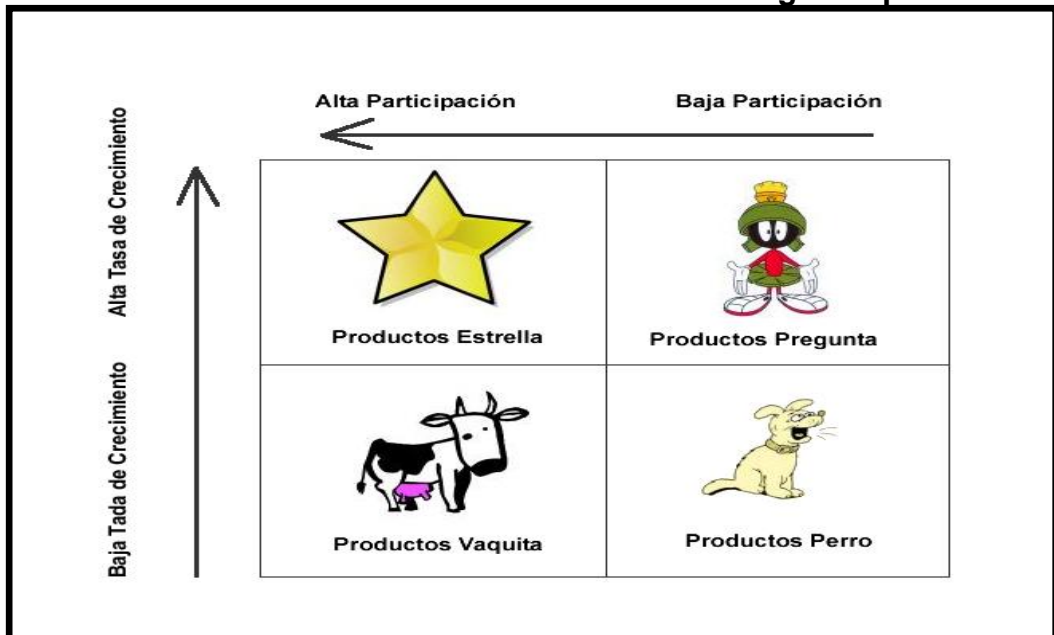 Alta Participación Baja Participación
Alta Tasa de Crecimiento
Productos Estrella Productos Pregunta
Baja Tada de Crecimiento
Productos Vaquita Productos Perro